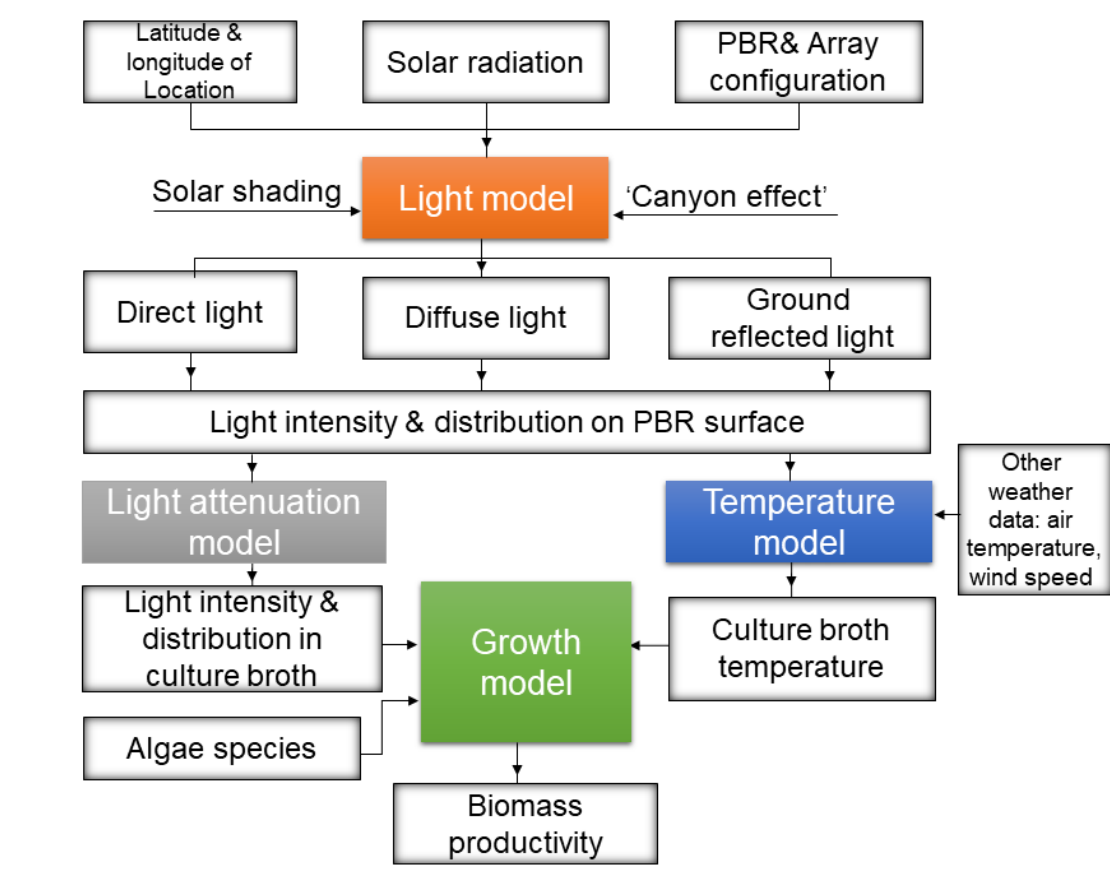 Latitude &
longitude of
Location
Solar radiation
PBR& Array
configuration
Solar shading
Light model
‘Canyon effect’
Direct light
Diffuse light
Ground
reflected light
Light intensity & distribution on PBR surface
Light attenuation
model
Temperature
model
Other
weather
data: air
temperature,
wind speed
Light intensity &
distribution in
culture broth
Growth
model
Culture broth
temperature
Algae species
Biomass
productivity